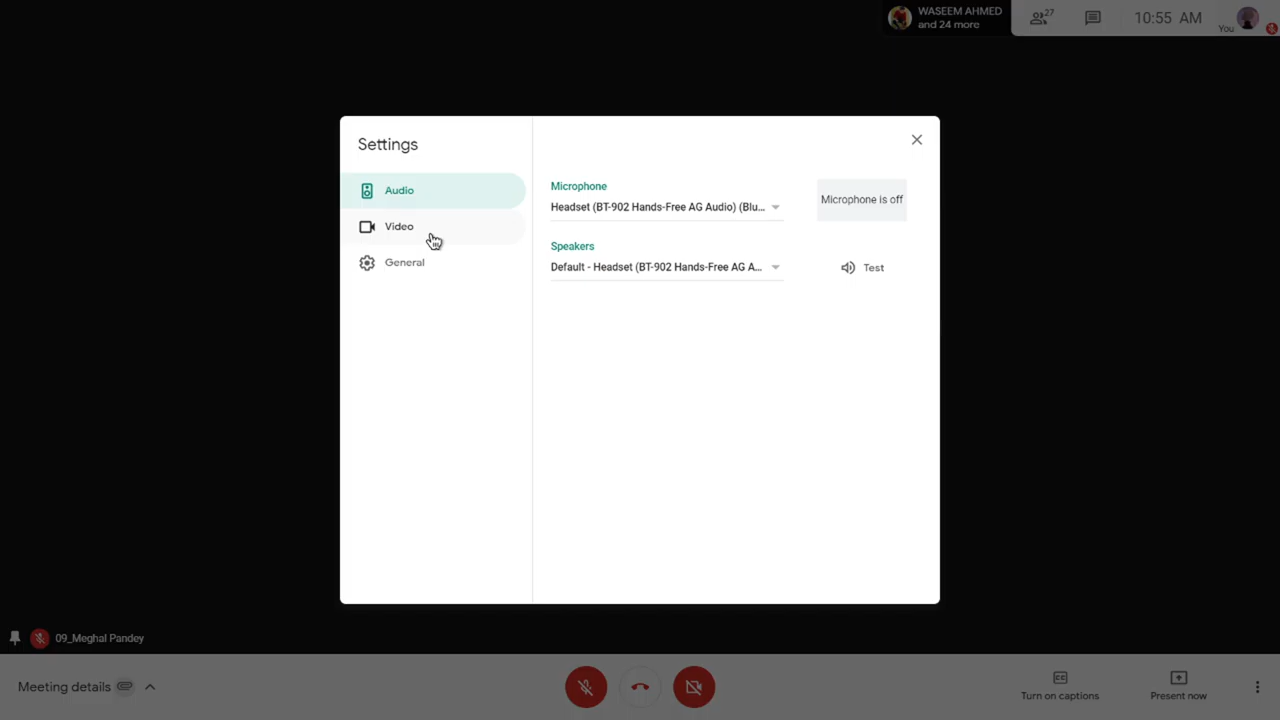 WASEEM AHMED
and 24 more
27
10:55 AM
You
Settings
Audio
Video
General
Microphone
Headset (BT-902 Hands-Free AG Audio) (Blu...
Microphone is off
Speakers
Default - Headset (BT-902 Hands-Free AG A...
Test
09_Meghal Pandey
Meeting details
Turn on captions
Present now